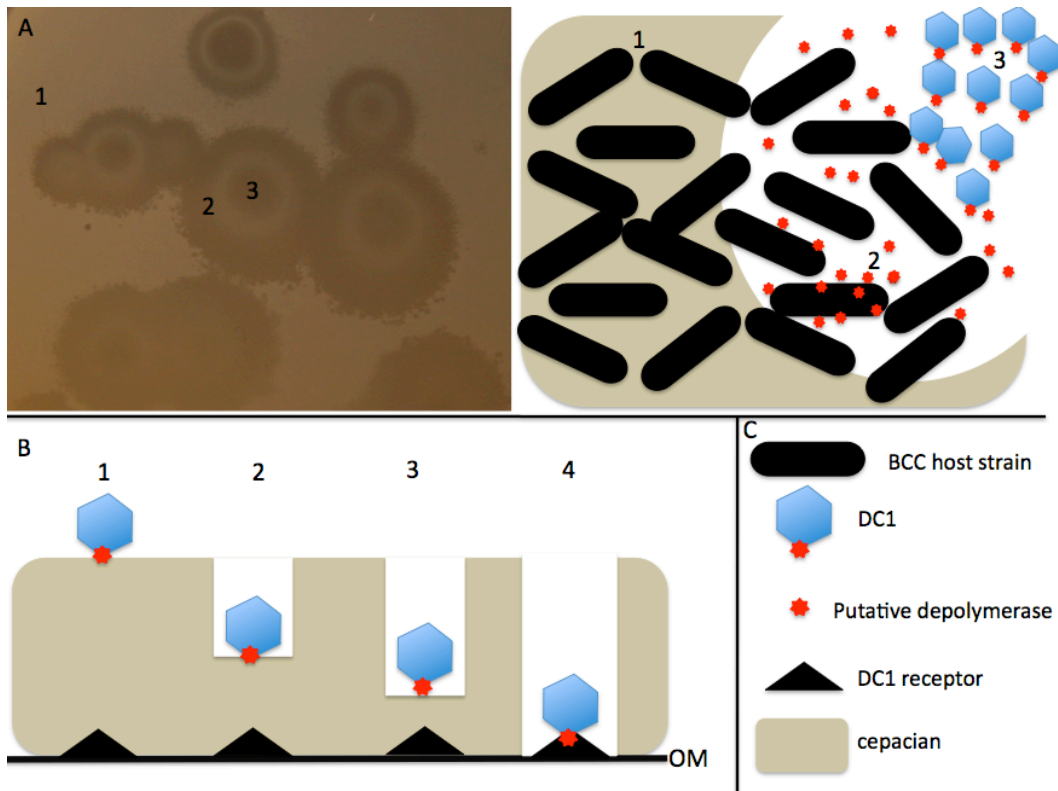 A
1
2
3
1
2
3
B
1
2
3
4
OM
C
BCC host strain
DC1
Putative depolymerase
DC1 receptor
cepacian